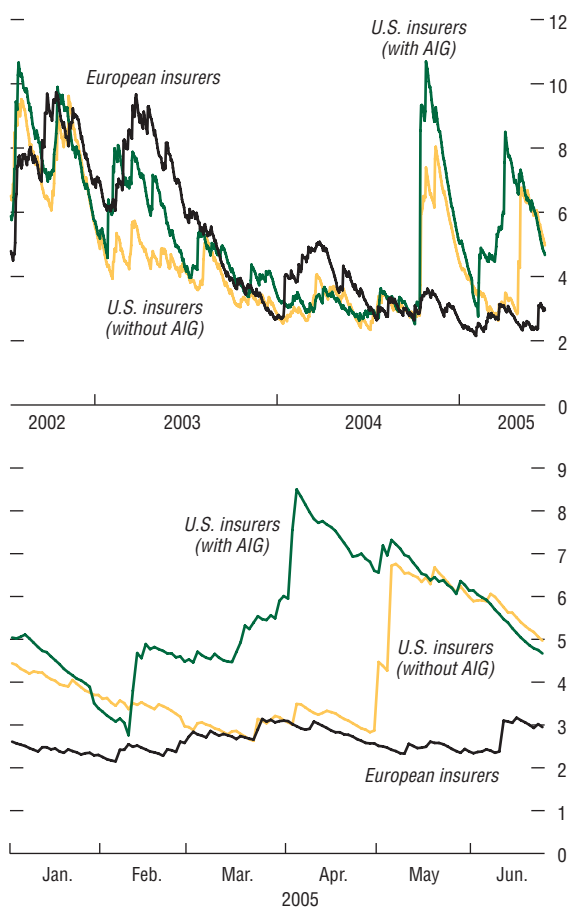 12
U.S. insurers
(with AIG)
European insurers
10
8
6
4
U.S. insurers
(without AIG)
2
0
2002 2003 2004 2005
9
8
U.S. insurers
(with AIG)
7
6
5
U.S. insurers
(without AIG)
4
3
2
European insurers
1
0
Jan. Feb. Mar. Apr. May Jun.
2005